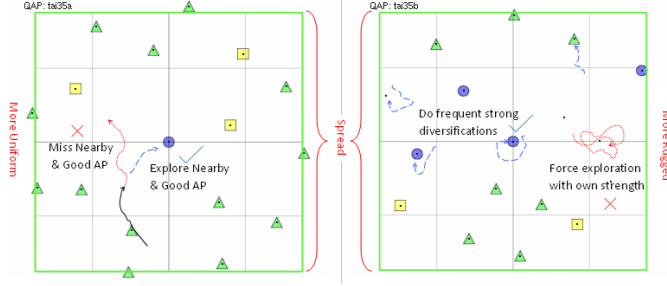 QAP: tai35a
More Uniform
Miss Nearby
& Good AP
Explore Nearby
& Good AP
Spread
QAP: tai35b
Do frequent strong
diversifications
Force exploration
with own strength
More Rugged